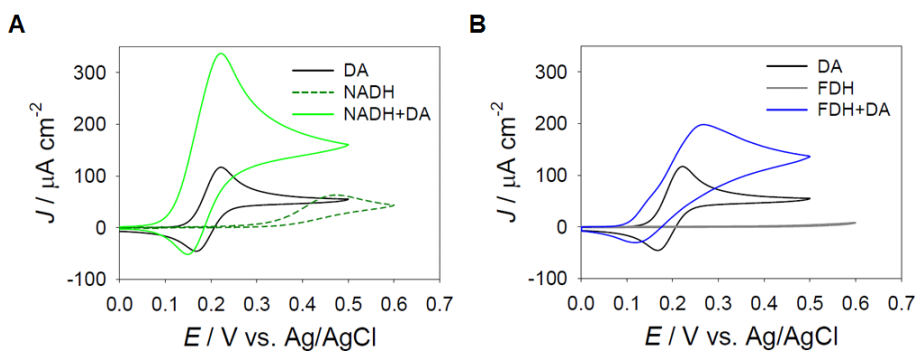 A
J / μA cm-2
300
200
100
0
-100
DA
NADH
NADH+DA
0.0 0.1 0.2 0.3 0.4 0.5 0.6 0.7
E / V vs. Ag/AgCl
B
J / μA cm-2
300
200
100
0
-100
DA
FDH
FDH+DA
0.0 0.1 0.2 0.3 0.4 0.5 0.6 0.7
E / V vs. Ag/AgCl